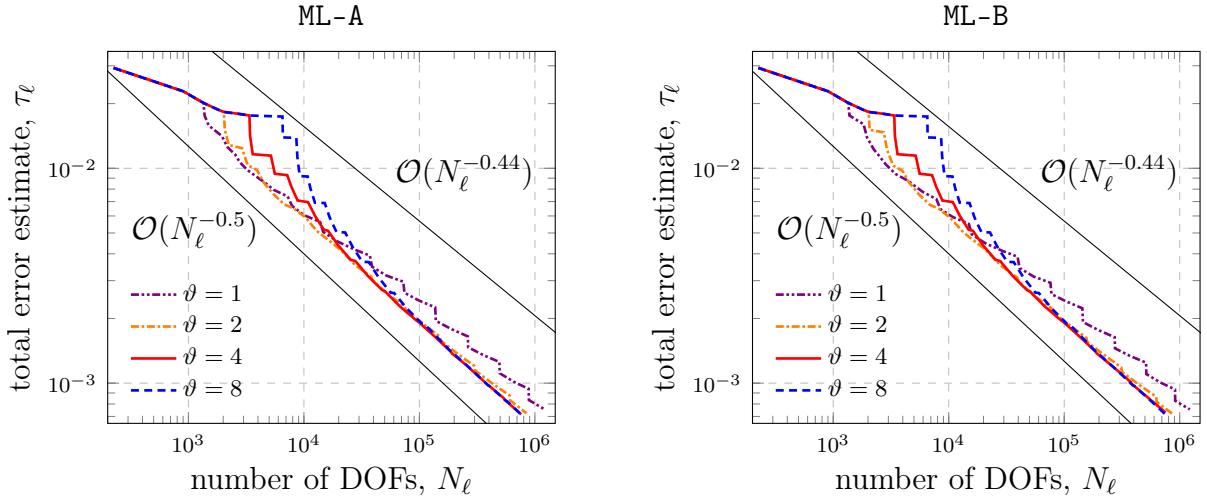 ML-A
total error estimate, τ_ℓ
10^{-2}
10^{-3}
𝒪(N_ℓ^{-0.44})
𝒪(N_ℓ^{-0.5})
ϑ = 1
ϑ = 2
ϑ = 4
ϑ = 8
10^3 10^4 10^5 10^6
number of DOFs, N_ℓ
ML-B
total error estimate, τ_ℓ
10^{-2}
10^{-3}
𝒪(N_ℓ^{-0.44})
𝒪(N_ℓ^{-0.5})
ϑ = 1
ϑ = 2
ϑ = 4
ϑ = 8
10^3 10^4 10^5 10^6
number of DOFs, N_ℓ